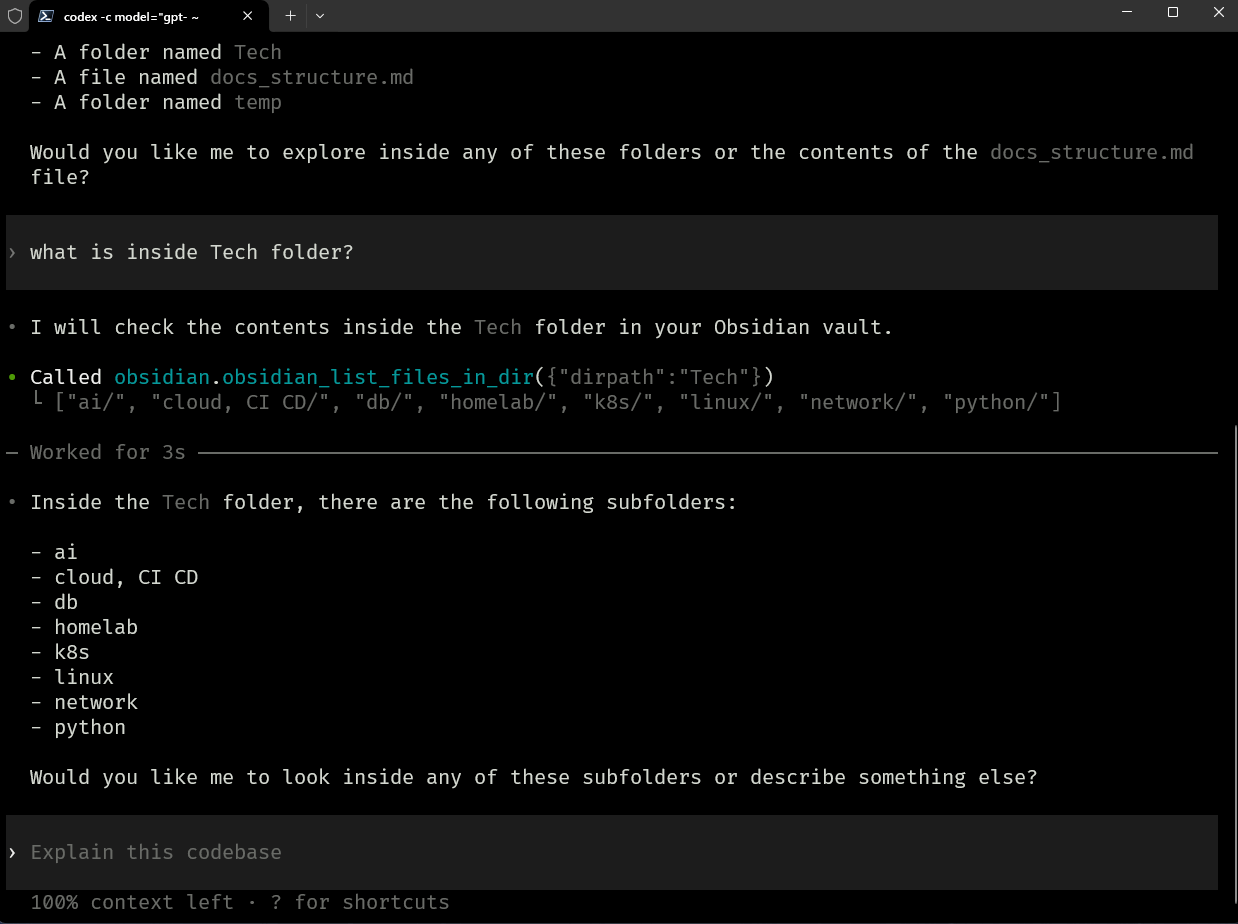 codex -c model="gpt- ~
- A folder named Tech
- A file named docs_structure.md
- A folder named temp
Would you like me to explore inside any of these folders or the contents of the docs_structure.md
file?
› what is inside Tech folder?
• I will check the contents inside the Tech folder in your Obsidian vault.
• Called obsidian.obsidian_list_files_in_dir({"dirpath":"Tech"})
└ ["ai/", "cloud, CI CD/", "db/", "homelab/", "k8s/", "linux/", "network/", "python/"]
─ Worked for 3s ─
• Inside the Tech folder, there are the following subfolders:
- ai
- cloud, CI CD
- db
- homelab
- k8s
- linux
- network
- python
Would you like me to look inside any of these subfolders or describe something else?
› Explain this codebase
100% context left · ? for shortcuts